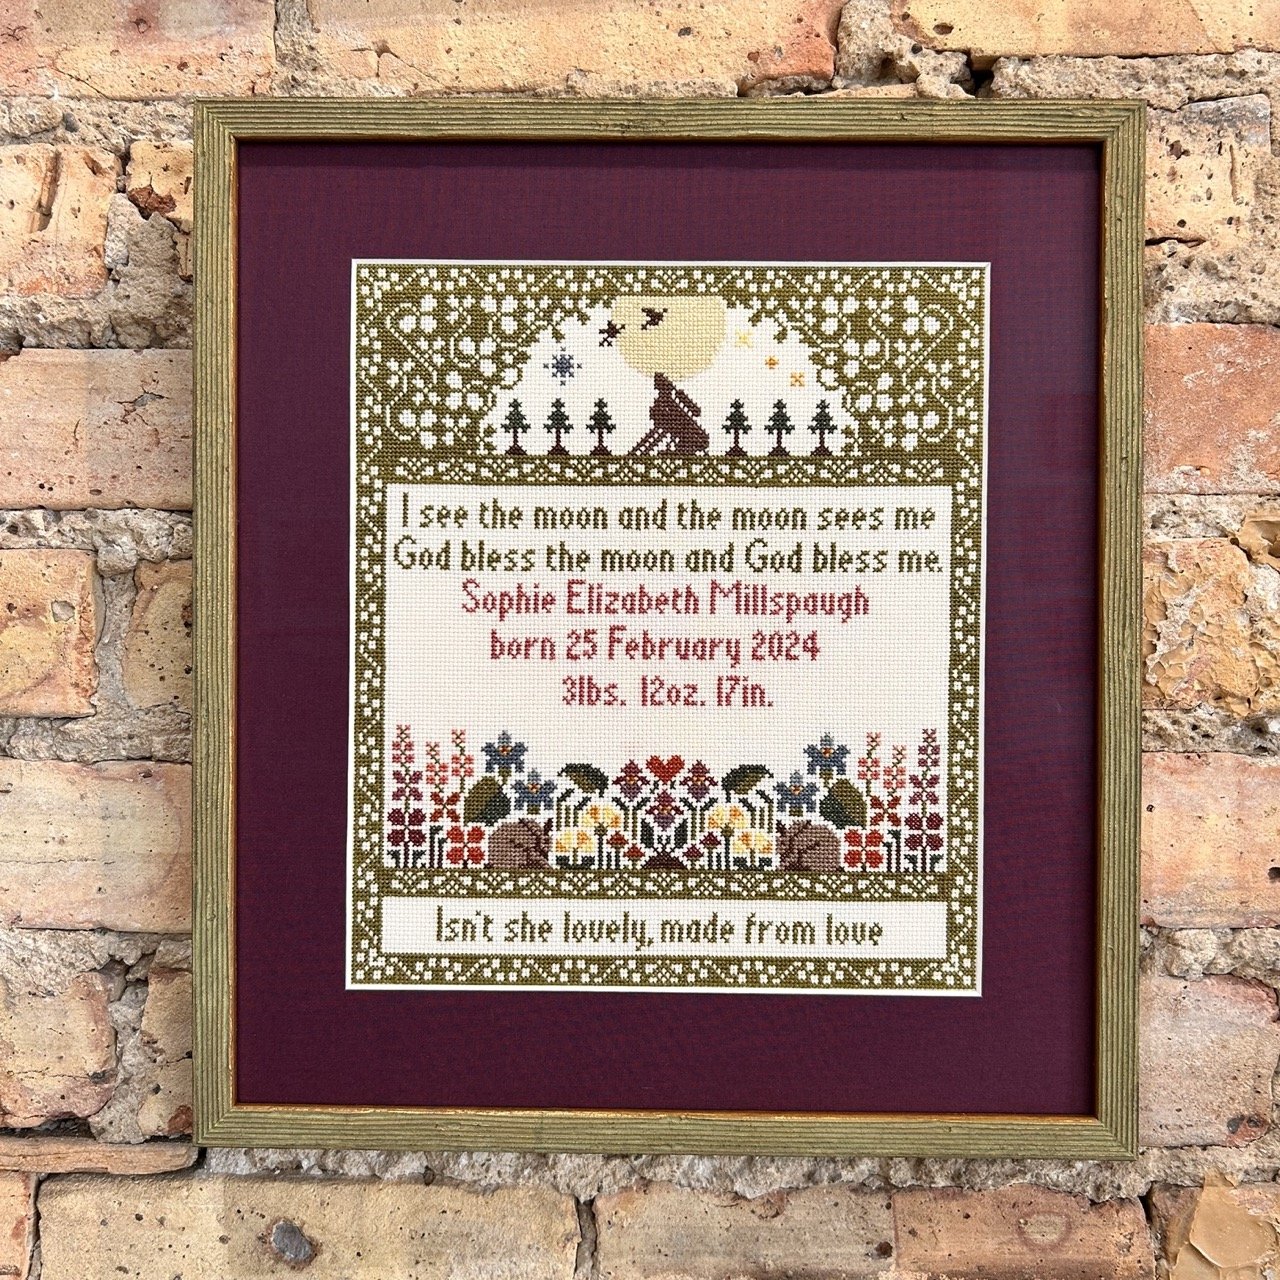 I see the moon and the moon sees me
God bless the moon and God bless me.
Sophie Elizabeth Millspaugh
born 25 February 2024
3lbs. 12oz. 17in.
Isn't she lovely, made from love